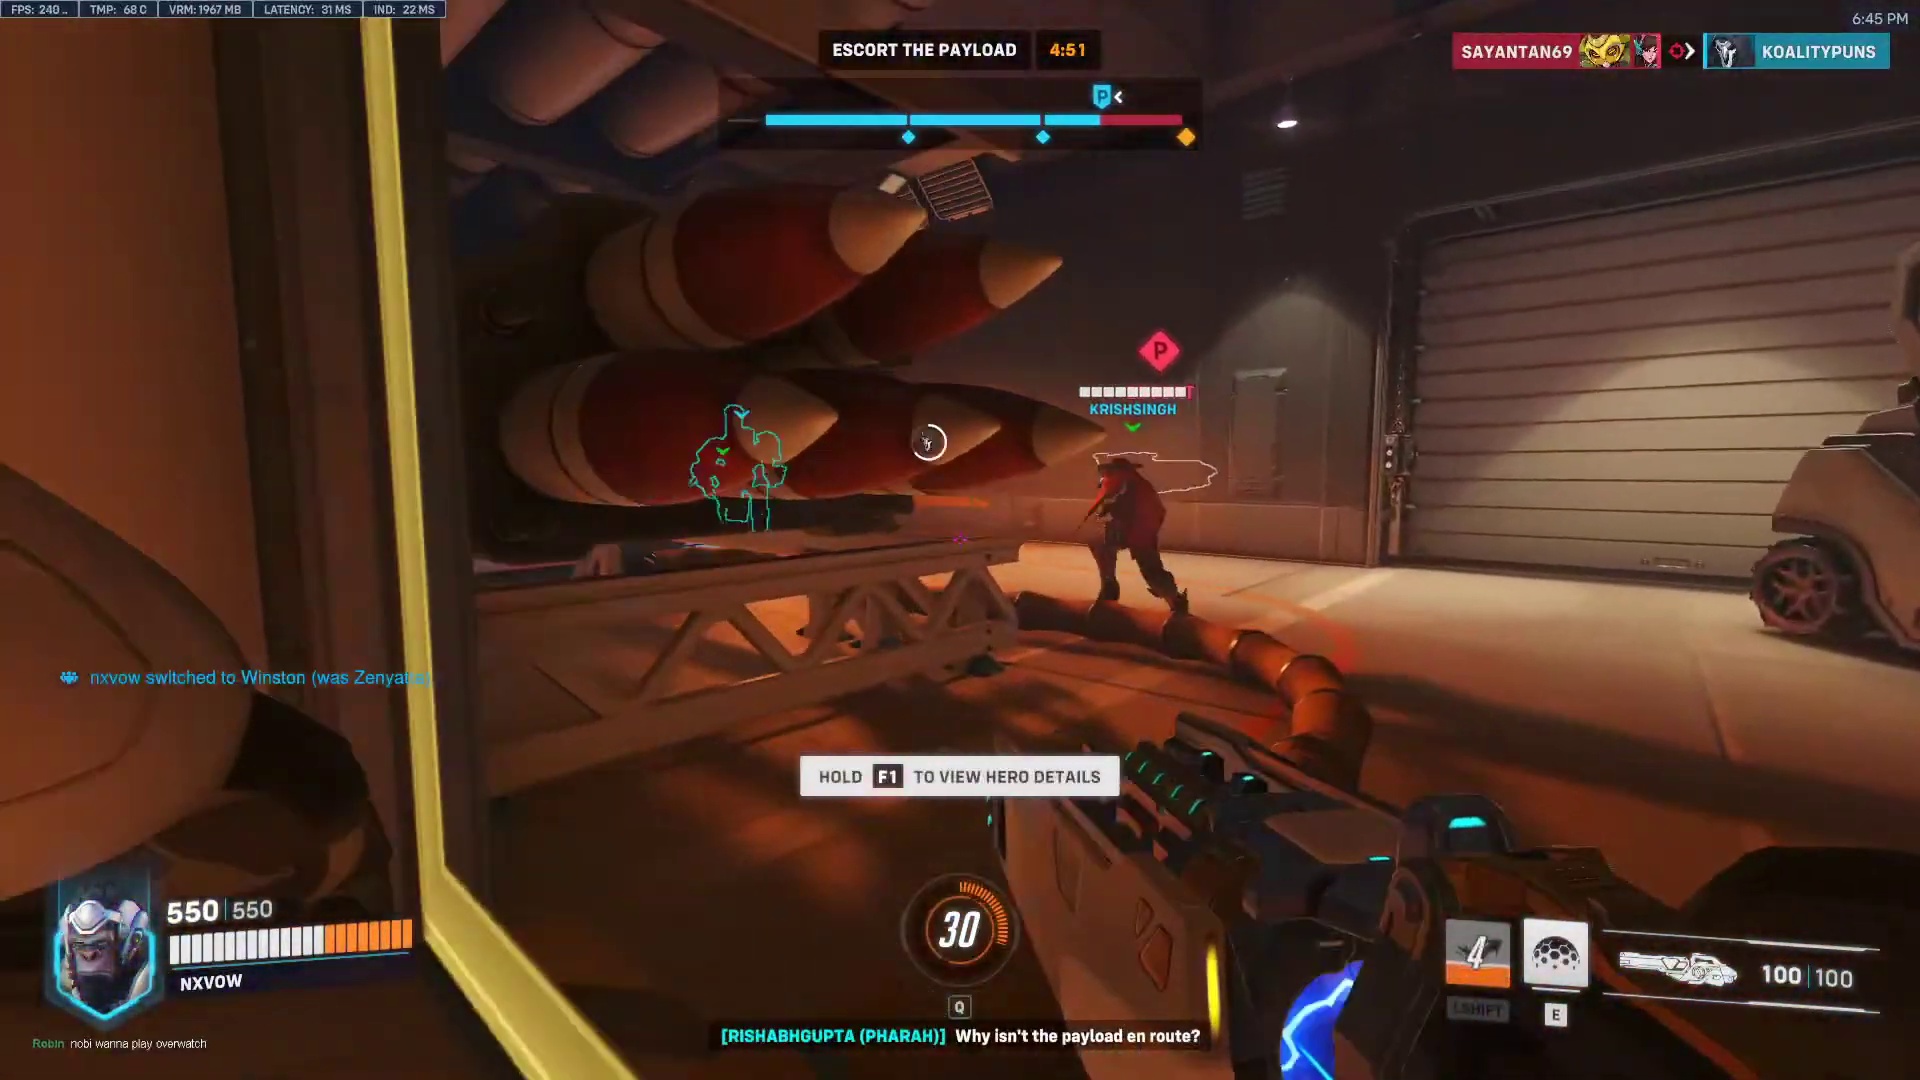 FPS: 240 ..
TMP: 68 C
VRM: 1967 MB
LATENCY: 31 MS
IND: 22 MS
6:45 PM
ESCORT THE PAYLOAD 4:51
SAYANTAN69
KOALITYPUNS
P
P
KRISHSINGH
nxvow switched to Winston (was Zenyatta)
HOLD F1 TO VIEW HERO DETAILS
550 | 550
NXVOW
30
Q
4
LSHIFT
E
100 | 100
[RISHABHGUPTA (PHARAH)] Why isn't the payload en route?
Robin nobi wanna play overwatch